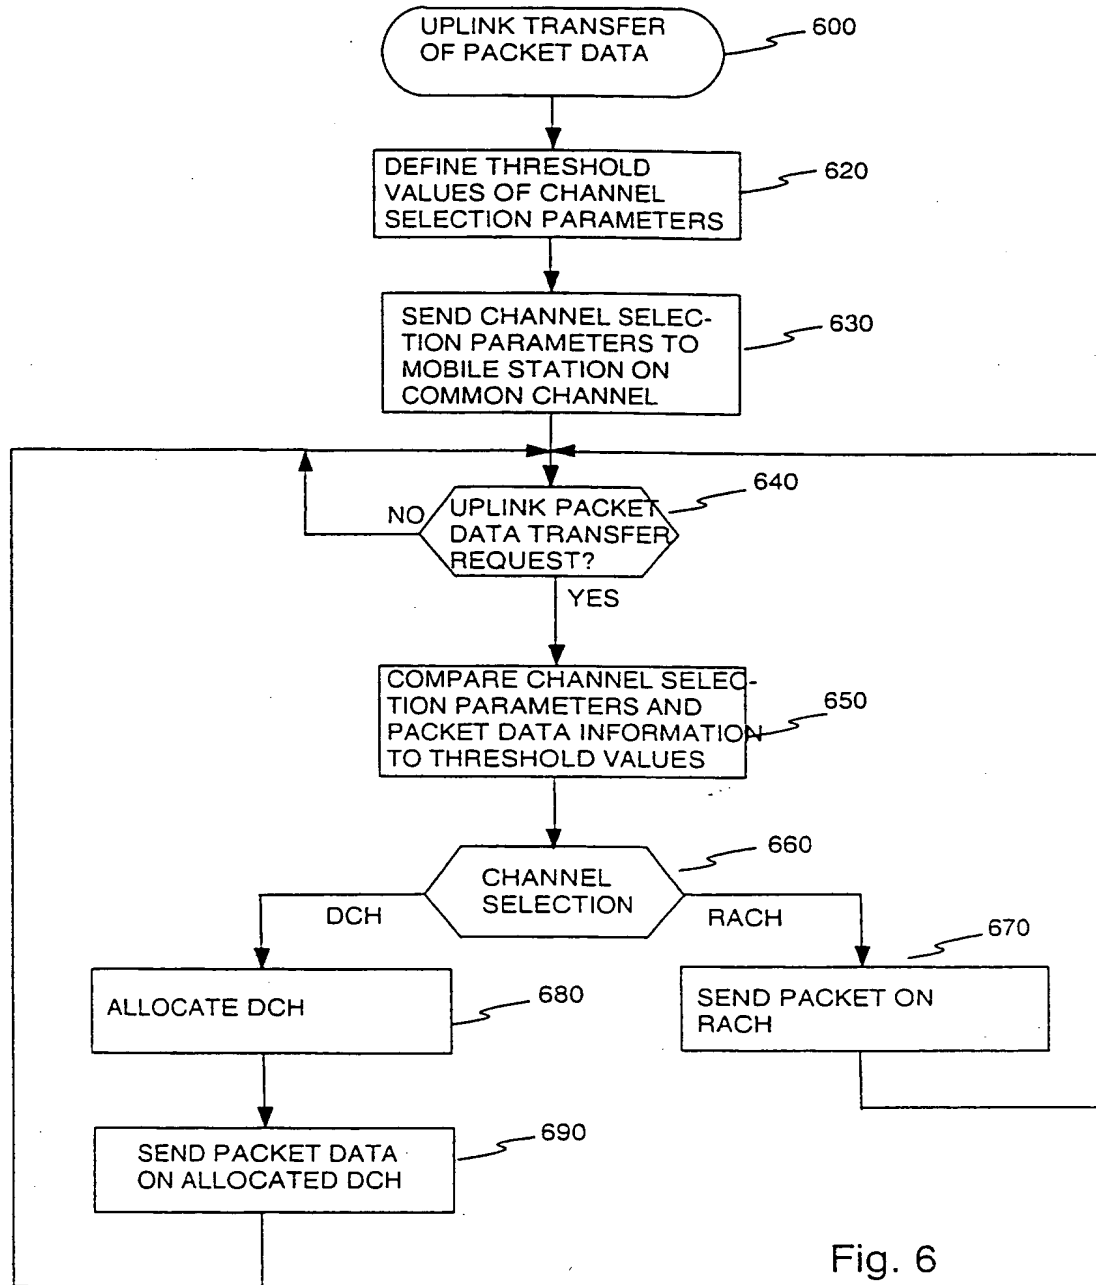 UPLINK TRANSFER
OF PACKET DATA
600
DEFINE THRESHOLD
VALUES OF CHANNEL
SELECTION PARAMETERS
620
SEND CHANNEL SELEC-
TION PARAMETERS TO
MOBILE STATION ON
COMMON CHANNEL
630
640
UPLINK PACKET
DATA TRANSFER
REQUEST?
NO
YES
COMPARE CHANNEL SELEC-
TION PARAMETERS AND
PACKET DATA INFORMATION
TO THRESHOLD VALUES
650
660
CHANNEL
SELECTION
DCH
RACH
670
ALLOCATE DCH
680
SEND PACKET ON
RACH
690
SEND PACKET DATA
ON ALLOCATED DCH
Fig. 6